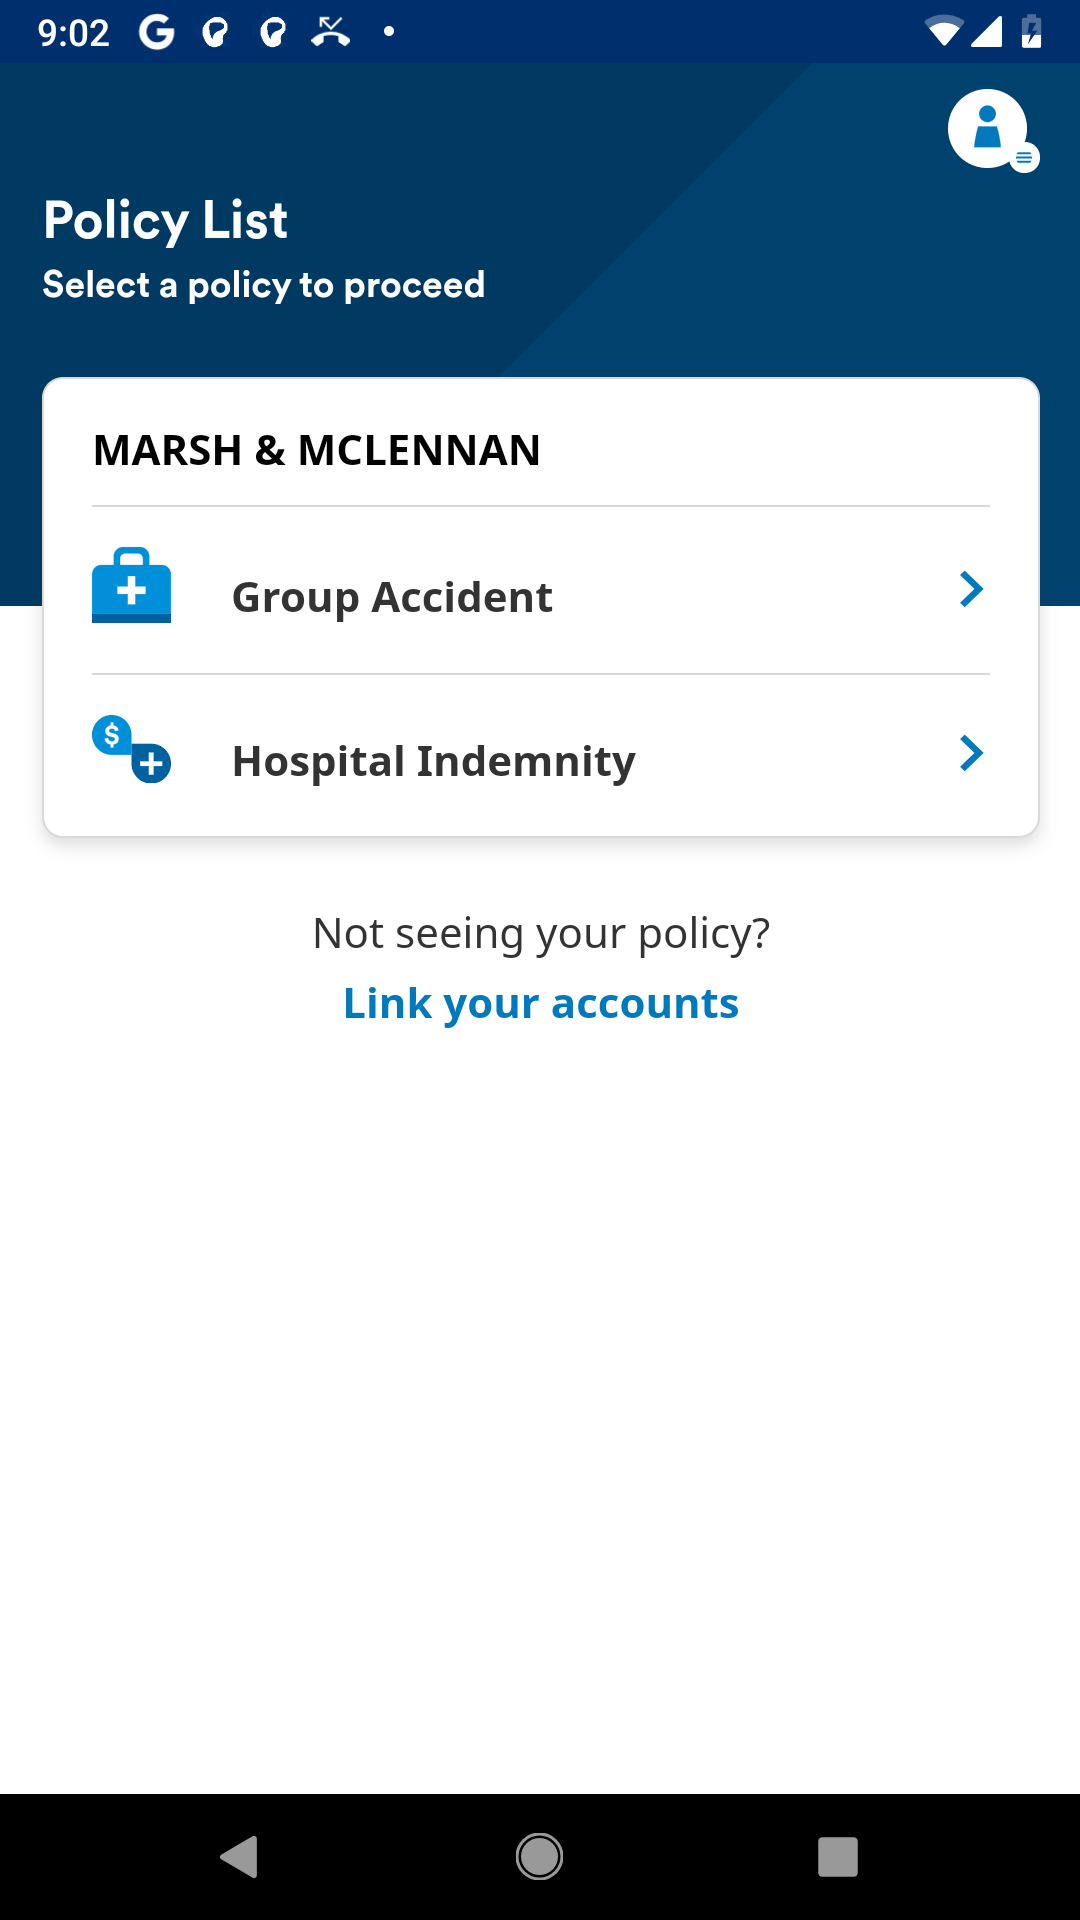 9:02
Policy List
Select a policy to proceed
MARSH & MCLENNAN
Group Accident
Hospital Indemnity
Not seeing your policy?
Link your accounts